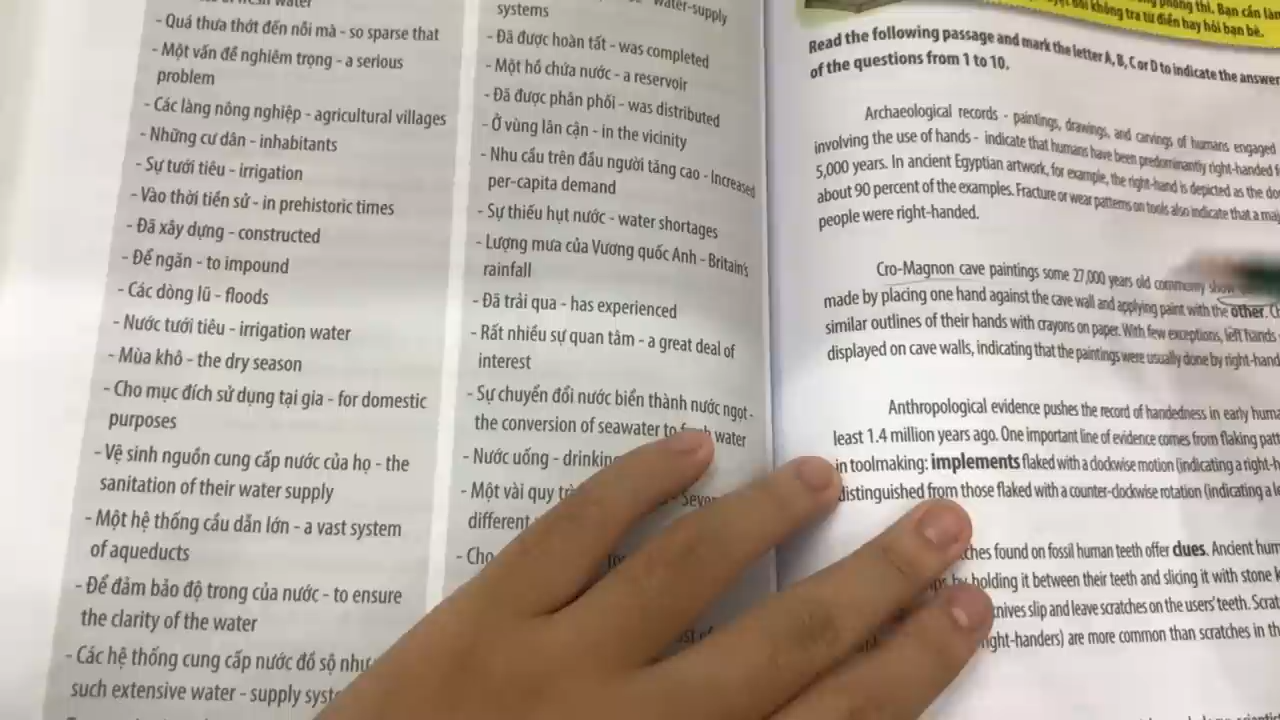 water
- Quá thưa thớt đến nỗi mà - so sparse that
- Một vấn đề nghiêm trọng - a serious
problem
- Các làng nông nghiệp - agricultural villages
- Những cư dân - inhabitants
- Sự tưới tiêu - irrigation
- Vào thời tiền sử - in prehistoric times
- Đã xây dựng - constructed
- Để ngăn - to impound
- Các dòng lũ - floods
- Nước tưới tiêu - irrigation water
- Mùa khô - the dry season
- Cho mục đích sử dụng tại gia - for domestic
purposes
- Vệ sinh nguồn cung cấp nước của họ - the
sanitation of their water supply
- Một hệ thống cầu dẫn lớn - a vast system
of aqueducts
- Để đảm bảo độ trong của nước - to ensure
the clarity of the water
- Các hệ thống cung cấp nước đồ sộ như
such extensive water - supply
water-supply
systems
- Đã được hoàn tất - was completed
- Một hồ chứa nước - a reservoir
- Đã được phân phối - was distributed
- Ở vùng lân cận - in the vicinity
- Nhu cầu trên đầu người tăng cao - Increased
per-capita demand
- Sự thiếu hụt nước - water shortages
- Lượng mưa của Vương quốc Anh - Britain's
rainfall
- Đã trải qua - has experienced
- Rất nhiều sự quan tâm - a great deal of
interest
- Sự chuyển đổi nước biển thành nước ngọt -
the conversion of seawater to water
- Nước uống -
- Một vài quy
different
- Cho
phòng thi. Bạn cần làm
không tra từ điển hay hỏi bạn bè.
Read the following passage and mark the letter A, B, C or D to indicate the answer
of the questions from 1 to 10.
Archaeological records - paintings, drawings, and carvings of humans engaged
involving the use of hands - indicate that humans have been predominantly right-handed
5,000 years. In ancient Egyptian artwork, for example, the right-hand is depicted as the
about 90 percent of the examples. Fracture or wear patterns on tools also indicate that a
people were right-handed.
Cro-Magnon cave paintings some 27,000 years old commonly show
made by placing one hand against the cave wall and applying paint with the other.
similar outlines of their hands with crayons on paper. With few exceptions, left hands
displayed on cave walls, indicating that the paintings were usually done by
Anthropological evidence pushes the record of handedness in early
least 1.4 million years ago. One important line of evidence comes from flaking
in toolmaking: implements flaked with a clockwise motion (indicating a
distinguished from those flaked with a counter-clockwise rotation (indicating a
found on fossil human teeth offer clues. Ancient
by holding it between their teeth and slicing it with stone
knives slip and leave scratches on the users' teeth.
right-handers) are more common than scratches in